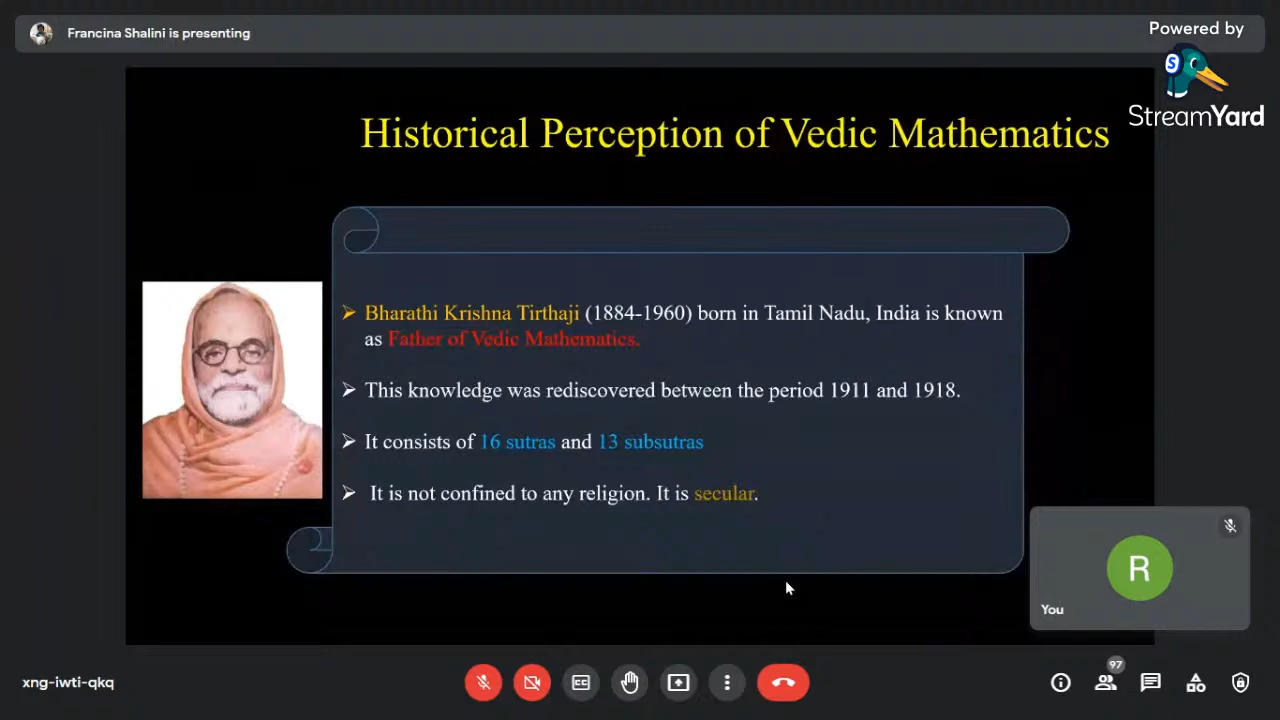 Francina Shalini is presenting
Powered by
S
StreamYard
Historical Perception of Vedic Mathematics
➤ Bharathi Krishna Tirthaji (1884-1960) born in Tamil Nadu, India is known
as Father of Vedic Mathematics.
➤ This knowledge was rediscovered between the period 1911 and 1918.
➤ It consists of 16 sutras and 13 subsutras
➤ It is not confined to any religion. It is secular.
R
You
xng-iwti-qkq
CC
97